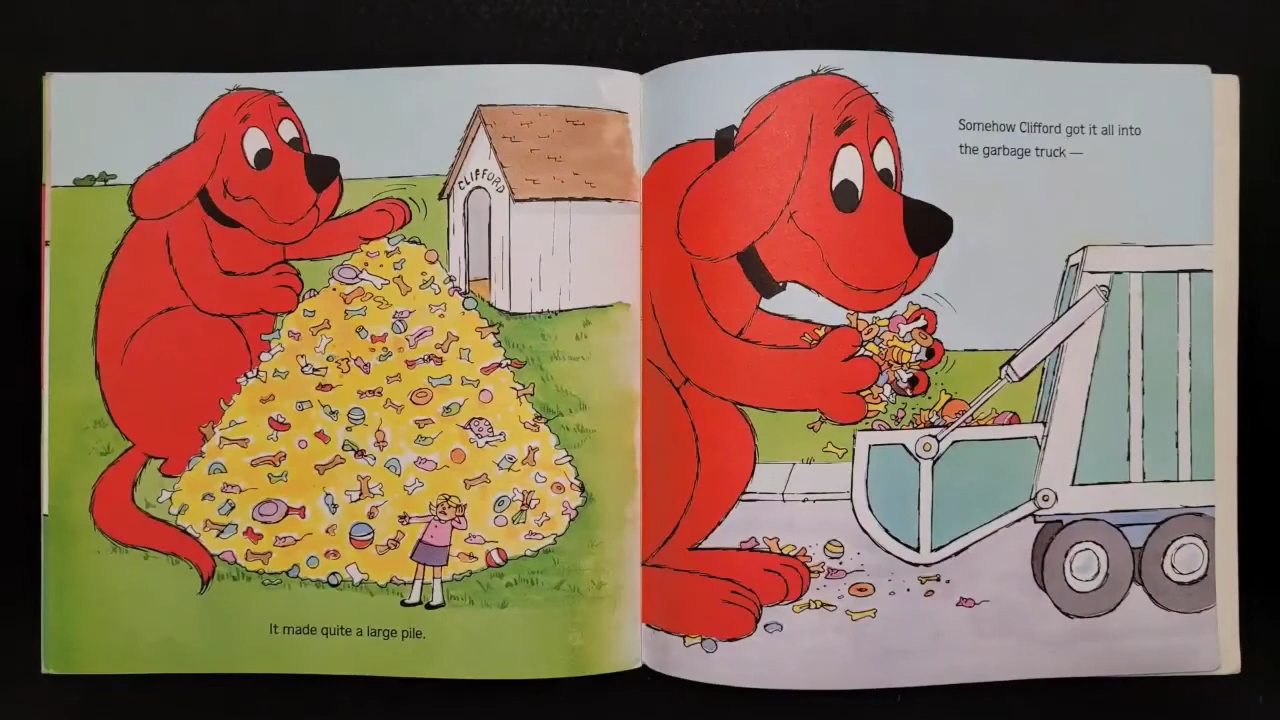 CLIFFORD
It made quite a large pile.
Somehow Clifford got it all into
the garbage truck —